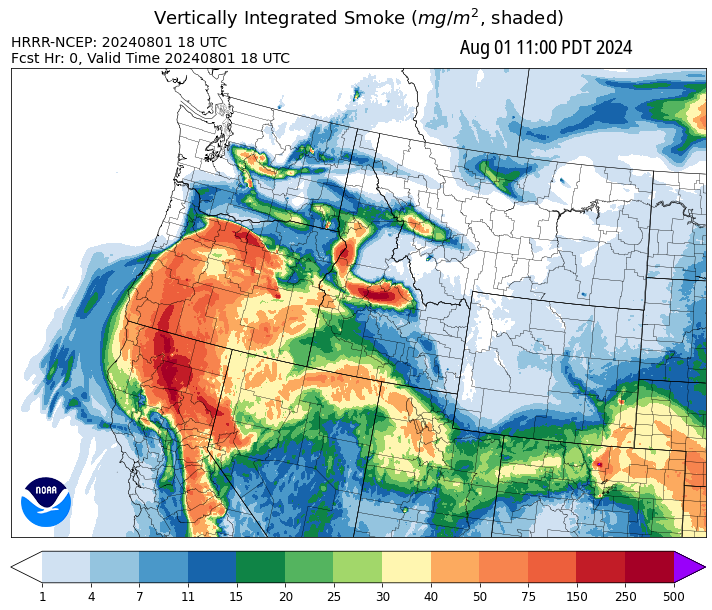 Vertically Integrated Smoke (mg/m², shaded)
HRRR-NCEP: 20240801 18 UTC
Aug 01 11:00 PDT 2024
Fcst Hr: 0, Valid Time 20240801 18 UTC
NOAA
1 4 7 11 15 20 25 30 40 50 75 150 250 500